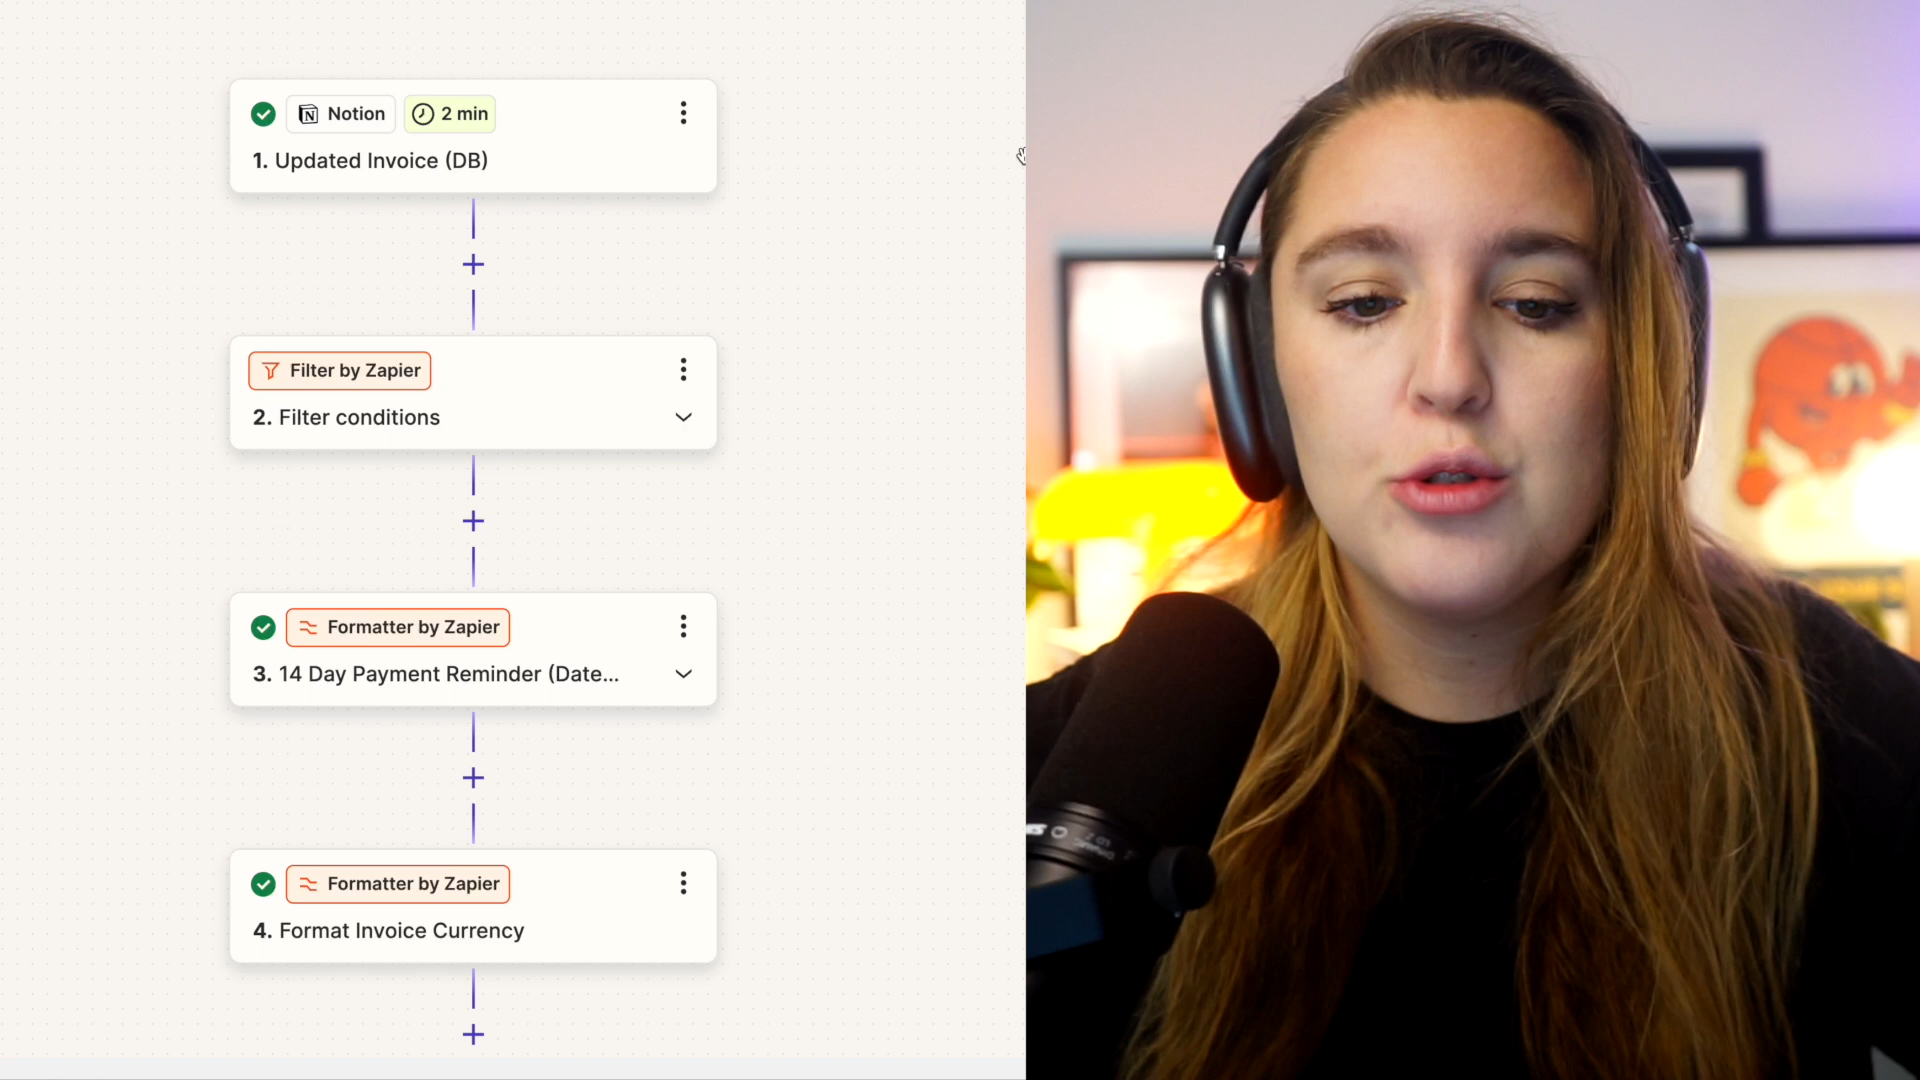 Notion 2 min
1. Updated Invoice (DB)
Filter by Zapier
2. Filter conditions
Formatter by Zapier
3. 14 Day Payment Reminder (Date...
Formatter by Zapier
4. Format Invoice Currency